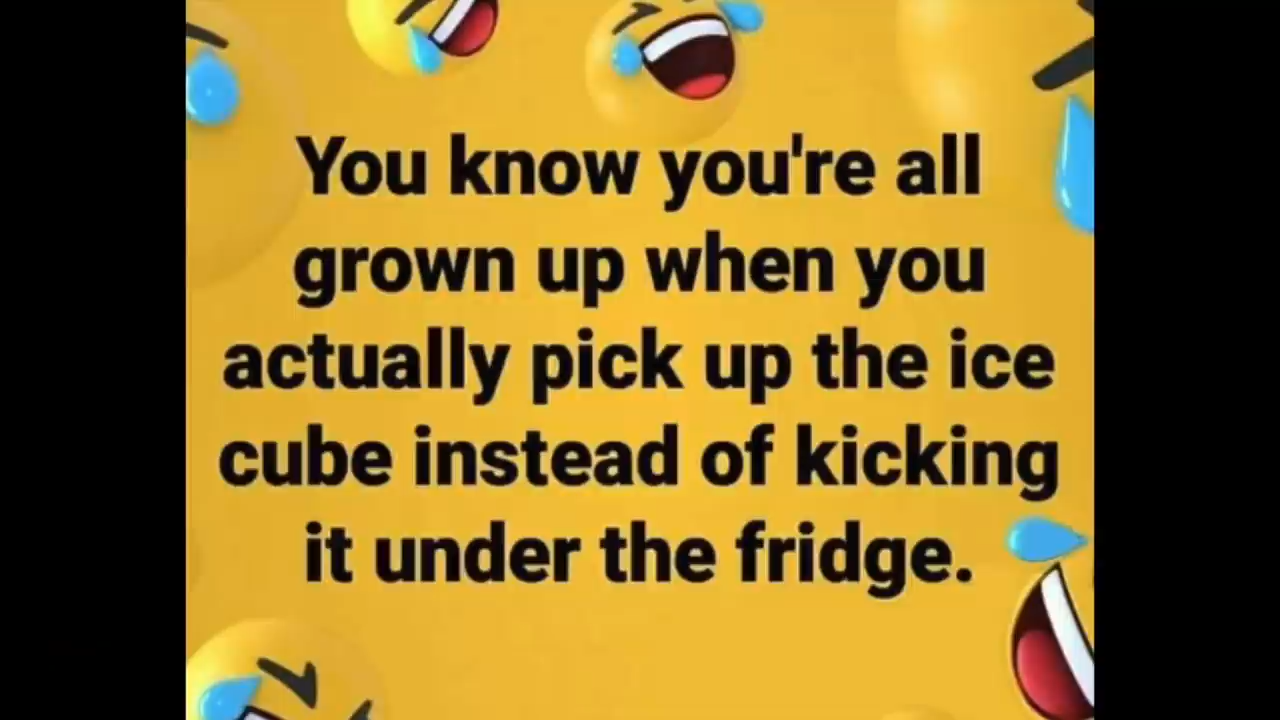 You know you're all
grown up when you
actually pick up the ice
cube instead of kicking
it under the fridge.